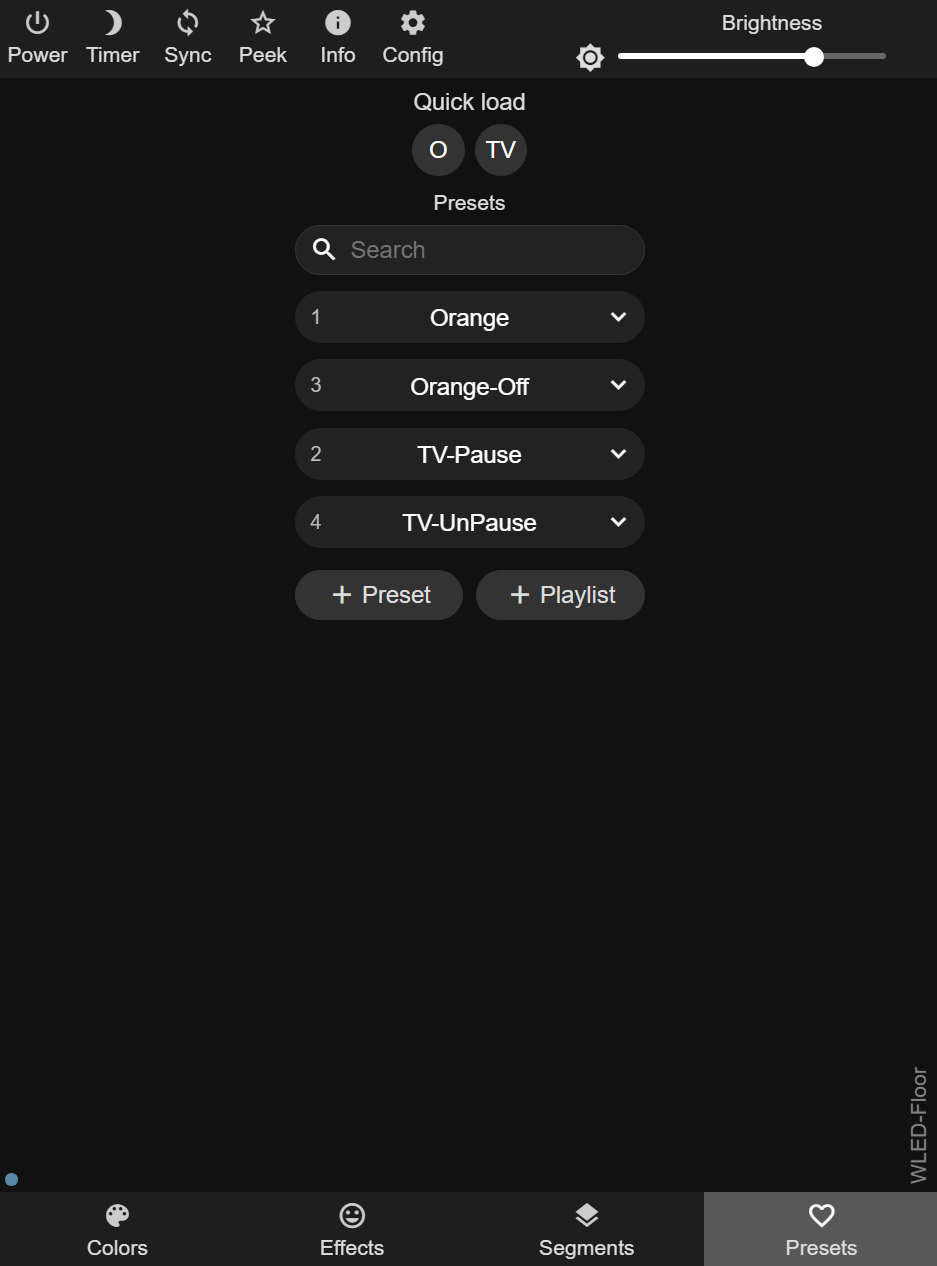 Power Timer Sync Peek Info Config
Brightness
Quick load
O TV
Presets
Search
1 Orange
3 Orange-Off
2 TV-Pause
4 TV-UnPause
+ Preset + Playlist
WLED-Floor
Colors Effects Segments Presets